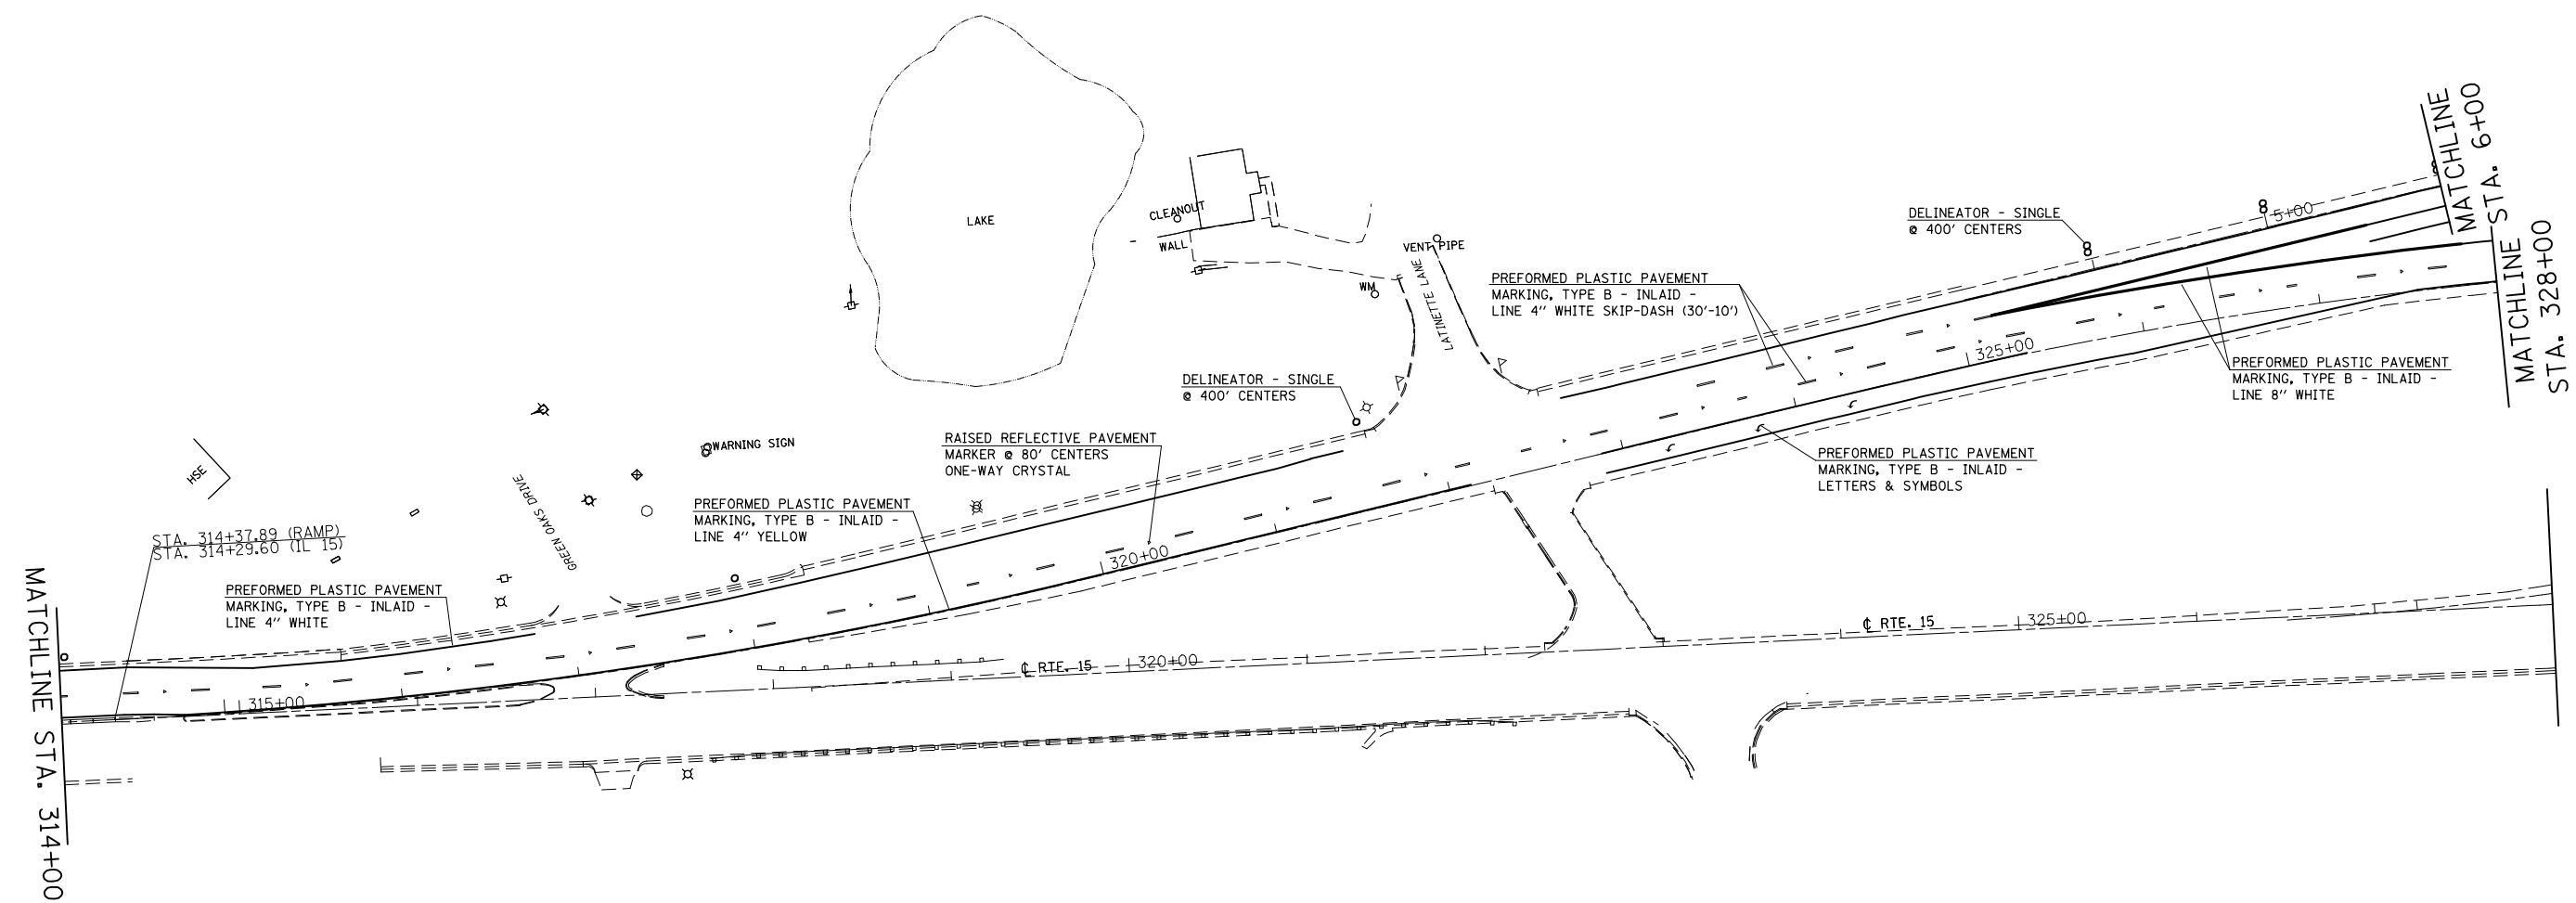 MATCHLINE
STA. 6+00
MATCHLINE
STA. 328+00
5+00
DELINEATOR - SINGLE
@ 400' CENTERS
LAKE
CLEANOUT
WALL
VENT PIPE
WM
LATINETTE LANE
PREFORMED PLASTIC PAVEMENT
MARKING, TYPE B - INLAID -
LINE 4" WHITE SKIP-DASH (30'-10')
325+00
PREFORMED PLASTIC PAVEMENT
MARKING, TYPE B - INLAID -
LINE 8" WHITE
DELINEATOR - SINGLE
@ 400' CENTERS
WARNING SIGN
RAISED REFLECTIVE PAVEMENT
MARKER @ 80' CENTERS
ONE-WAY CRYSTAL
PREFORMED PLASTIC PAVEMENT
MARKING, TYPE B - INLAID -
LETTERS & SYMBOLS
HSE
GREEN OAKS DRIVE
PREFORMED PLASTIC PAVEMENT
MARKING, TYPE B - INLAID -
LINE 4" YELLOW
STA. 314+37.89 (RAMP)
STA. 314+29.60 (IL 15)
320+00
PREFORMED PLASTIC PAVEMENT
MARKING, TYPE B - INLAID -
LINE 4" WHITE
MATCHLINE STA. 314+00
315+00
℄ RTE. 15
320+00
℄ RTE. 15
325+00